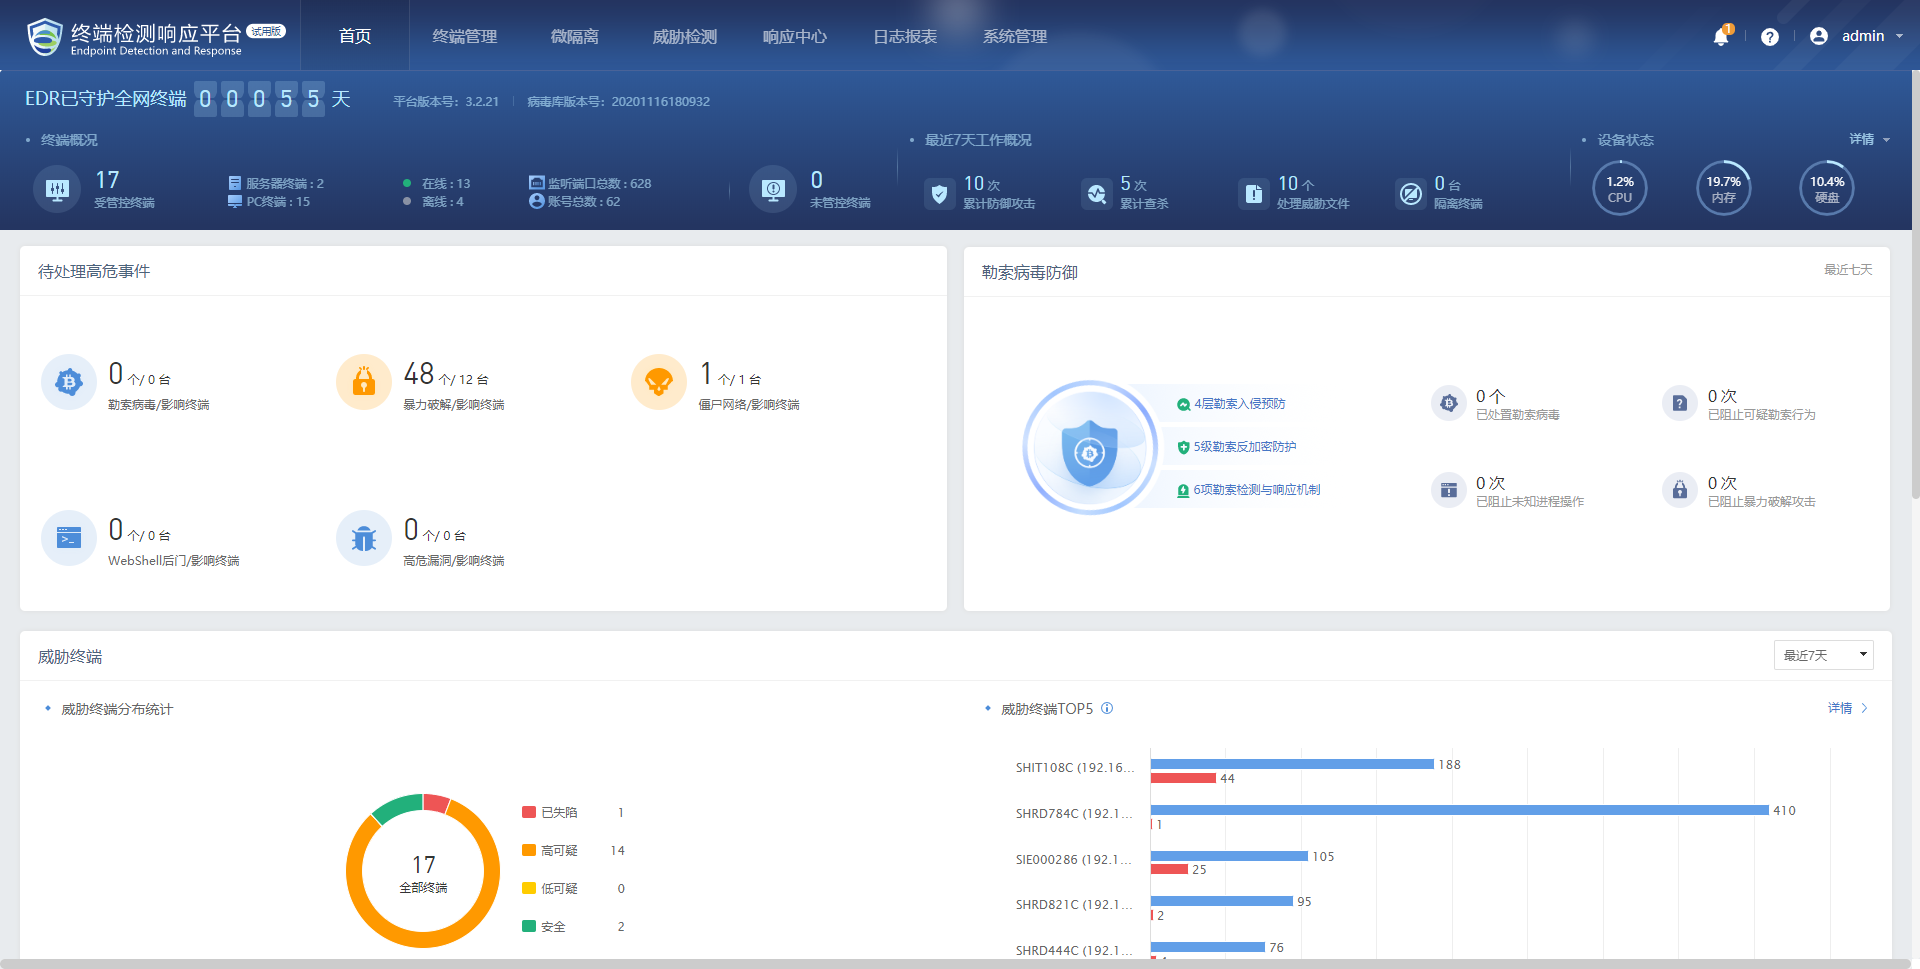 终端检测响应平台 试用版
Endpoint Detection and Response
首页 终端管理 微隔离 威胁检测 响应中心 日志报表 系统管理
1 admin
EDR已守护全网终端 0 0 0 5 5 天 平台版本号：3.2.21 病毒库版本号：20201116180932
终端概况
17
受管控终端
服务器终端 : 2
PC终端 : 15
在线 : 13
离线 : 4
监听端口总数 : 628
账号总数 : 62
0
未管控终端
最近7天工作概况
10 次
累计防御攻击
5 次
累计查杀
10 个
处理威胁文件
0 台
隔离终端
设备状态 详情
1.2%
CPU
19.7%
内存
10.4%
硬盘
待处理高危事件
0 个/ 0 台
勒索病毒/影响终端
48 个/ 12 台
暴力破解/影响终端
1 个/ 1 台
僵尸网络/影响终端
0 个/ 0 台
WebShell后门/影响终端
0 个/ 0 台
高危漏洞/影响终端
勒索病毒防御 最近七天
4层勒索入侵预防
5级勒索反加密防护
6项勒索检测与响应机制
0 个
已处置勒索病毒
0 次
已阻止可疑勒索行为
0 次
已阻止未知进程操作
0 次
已阻止暴力破解攻击
威胁终端 最近7天
威胁终端分布统计
17
全部终端
已失陷 1
高可疑 14
低可疑 0
安全 2
威胁终端TOP5 详情
SHIT108C (192.16... 188
44
SHRD784C (192.1... 410
1
SIE000286 (192.1... 105
25
SHRD821C (192.1... 95
2
SHRD444C (192.1... 76